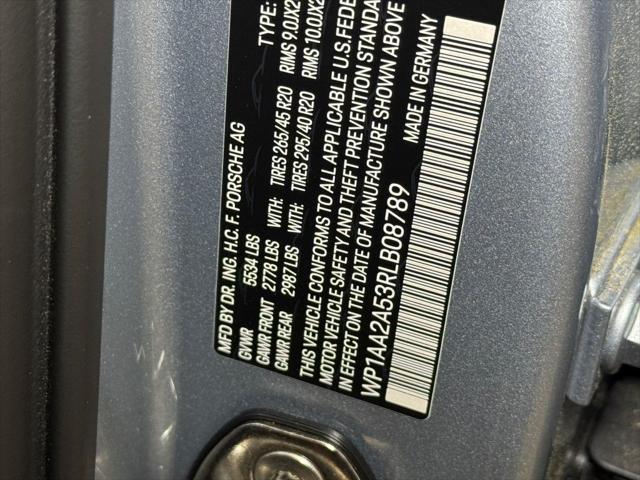 MFD BY DR. ING. H.C. F. PORSCHE AG
GVWR 5534 LBS
GAWR FRONT 2778 LBS WITH: TIRES 265/45 R20 RIMS 9.0JX2
GAWR REAR 2987 LBS WITH: TIRES 295/40 R20 RIMS 10.0JX2
THIS VEHICLE CONFORMS TO ALL APPLICABLE U.S. FEDE
MOTOR VEHICLE SAFETY AND THEFT PREVENTION STANDA
IN EFFECT ON THE DATE OF MANUFACTURE SHOWN ABOVE
WP1AA2A53RLB08789 MADE IN GERMANY
TYPE: